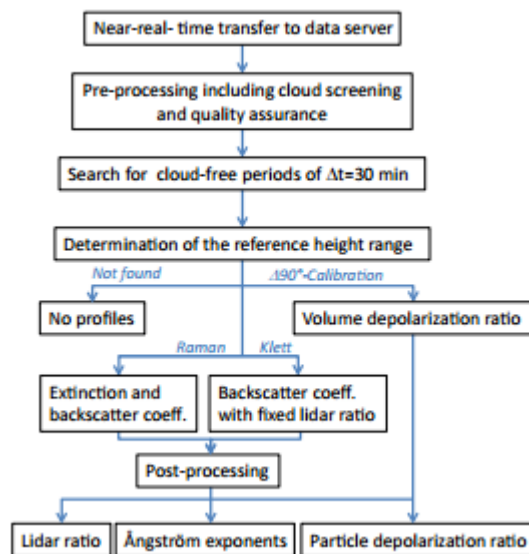 Near-real- time transfer to data server
Pre-processing including cloud screening
and quality assurance
Search for cloud-free periods of Δt=30 min
Determination of the reference height range
Not found
Δ90°-Calibration
No profiles
Volume depolarization ratio
Raman
Klett
Extinction and
backscatter coeff.
Backscatter coeff.
with fixed lidar ratio
Post-processing
Lidar ratio
Ångström exponents
Particle depolarization ratio